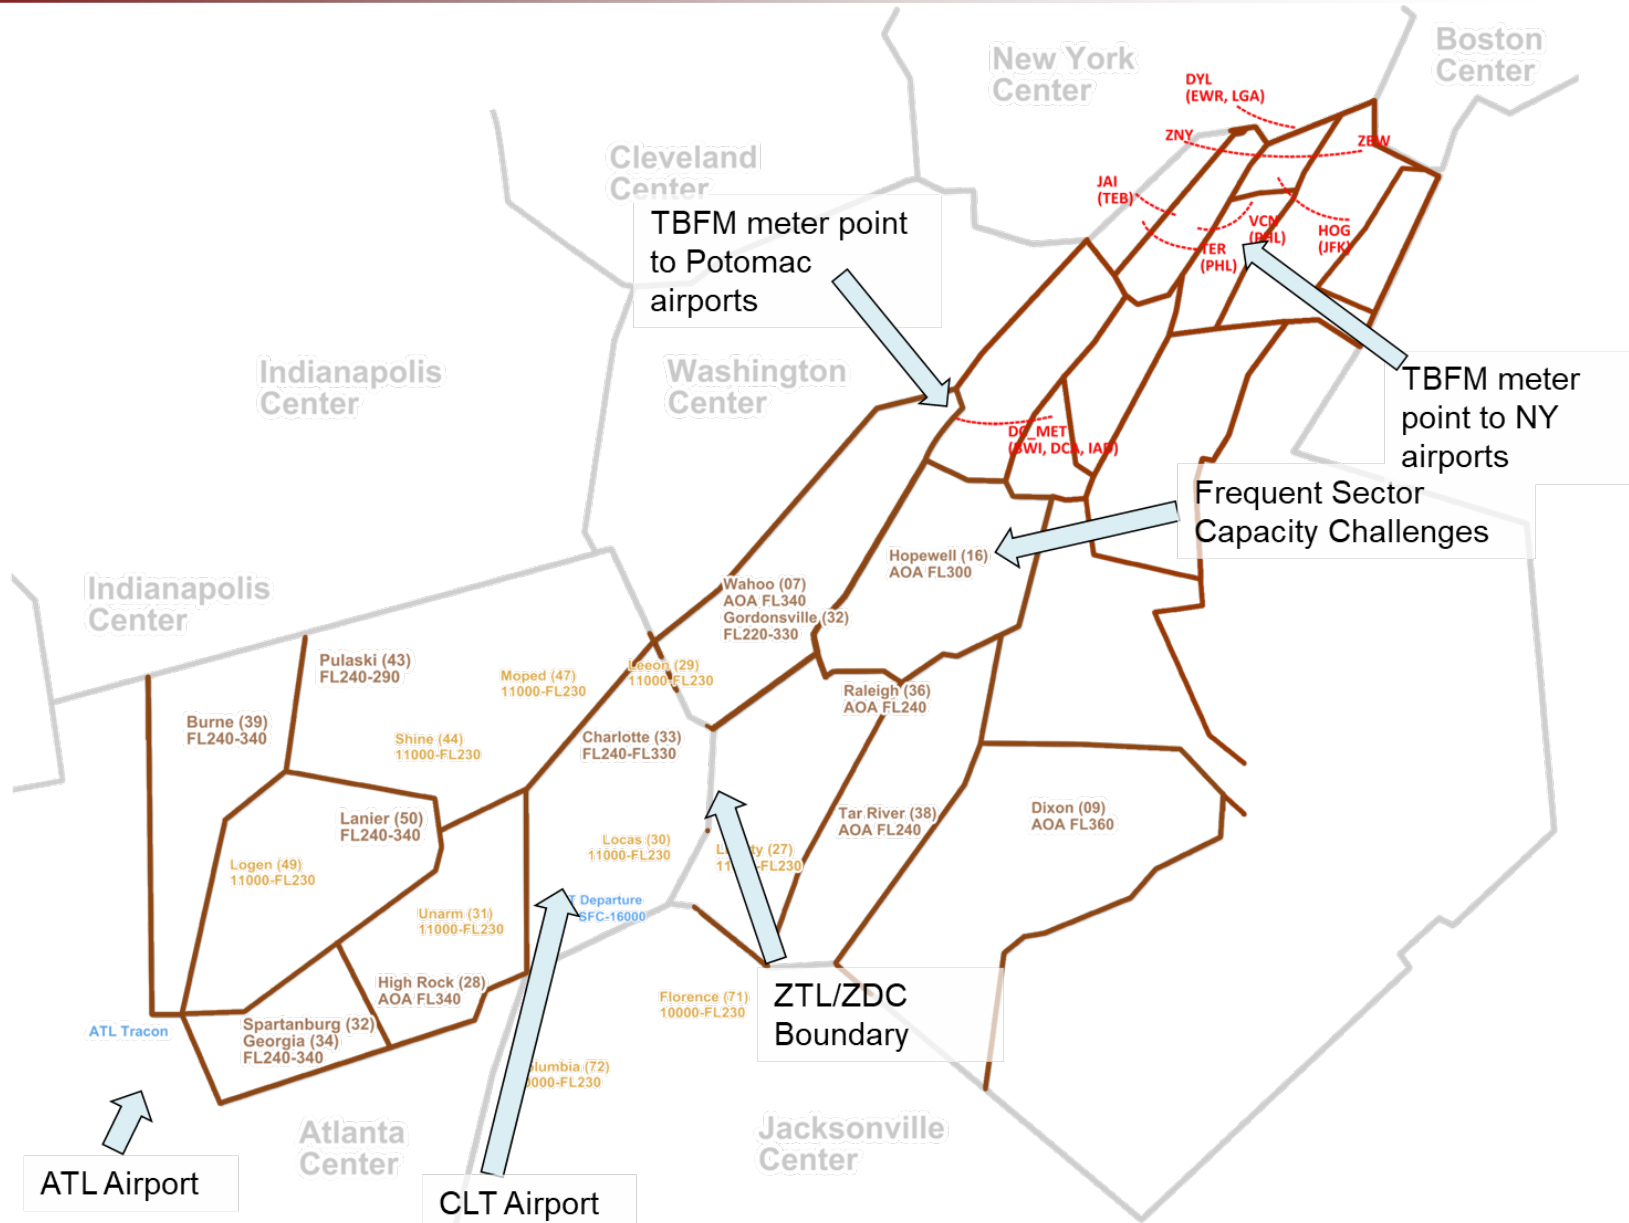 New York
Center
Boston
Center
DYL
(EWR, LGA)
ZNY
ZBW
Cleveland
Center
JAI
(TEB)
VCN
(PHL)
HOG
(JFK)
TER
(PHL)
TBFM meter point
to Potomac
airports
Indianapolis
Center
Washington
Center
TBFM meter
point to NY
airports
DC_MET
(BWI, DCA, IAD)
Frequent Sector
Capacity Challenges
Hopewell (16)
AOA FL300
Indianapolis
Center
Wahoo (07)
AOA FL340
Gordonsville (32)
FL220-330
Pulaski (43)
FL240-290
Moped (47)
11000-FL230
Leeon (29)
11000-FL230
Raleigh (36)
AOA FL240
Burne (39)
FL240-340
Shine (44)
11000-FL230
Charlotte (33)
FL240-FL330
Lanier (50)
FL240-340
Tar River (38)
AOA FL240
Dixon (09)
AOA FL360
Locas (30)
11000-FL230
(27)
FL230
Logen (49)
11000-FL230
Departure
SFC-16000
Unarm (31)
11000-FL230
High Rock (28)
AOA FL340
Florence (71)
10000-FL230
ZTL/ZDC
Boundary
ATL Tracon
Spartanburg (32)
Georgia (34)
FL240-340
(72)
000-FL230
Atlanta
Center
Jacksonville
Center
ATL Airport
CLT Airport